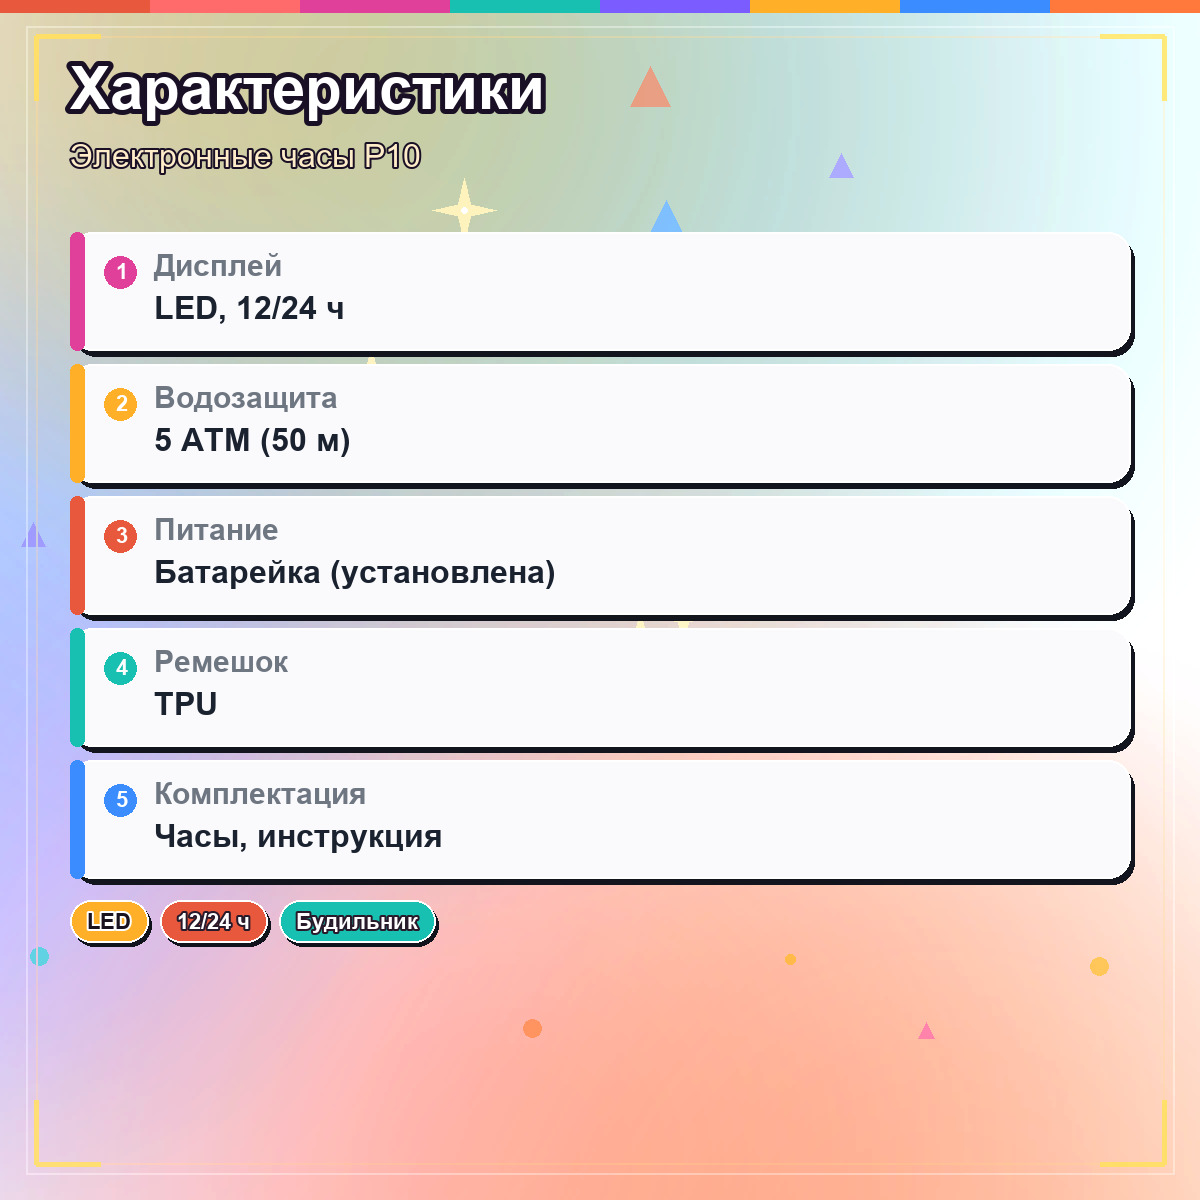 Характеристики
Электронные часы P10
1
Дисплей
LED, 12/24 ч
2
Водозащита
5 ATM (50 м)
3
Питание
Батарейка (установлена)
4
Ремешок
TPU
5
Комплектация
Часы, инструкция
LED 12/24 ч Будильник